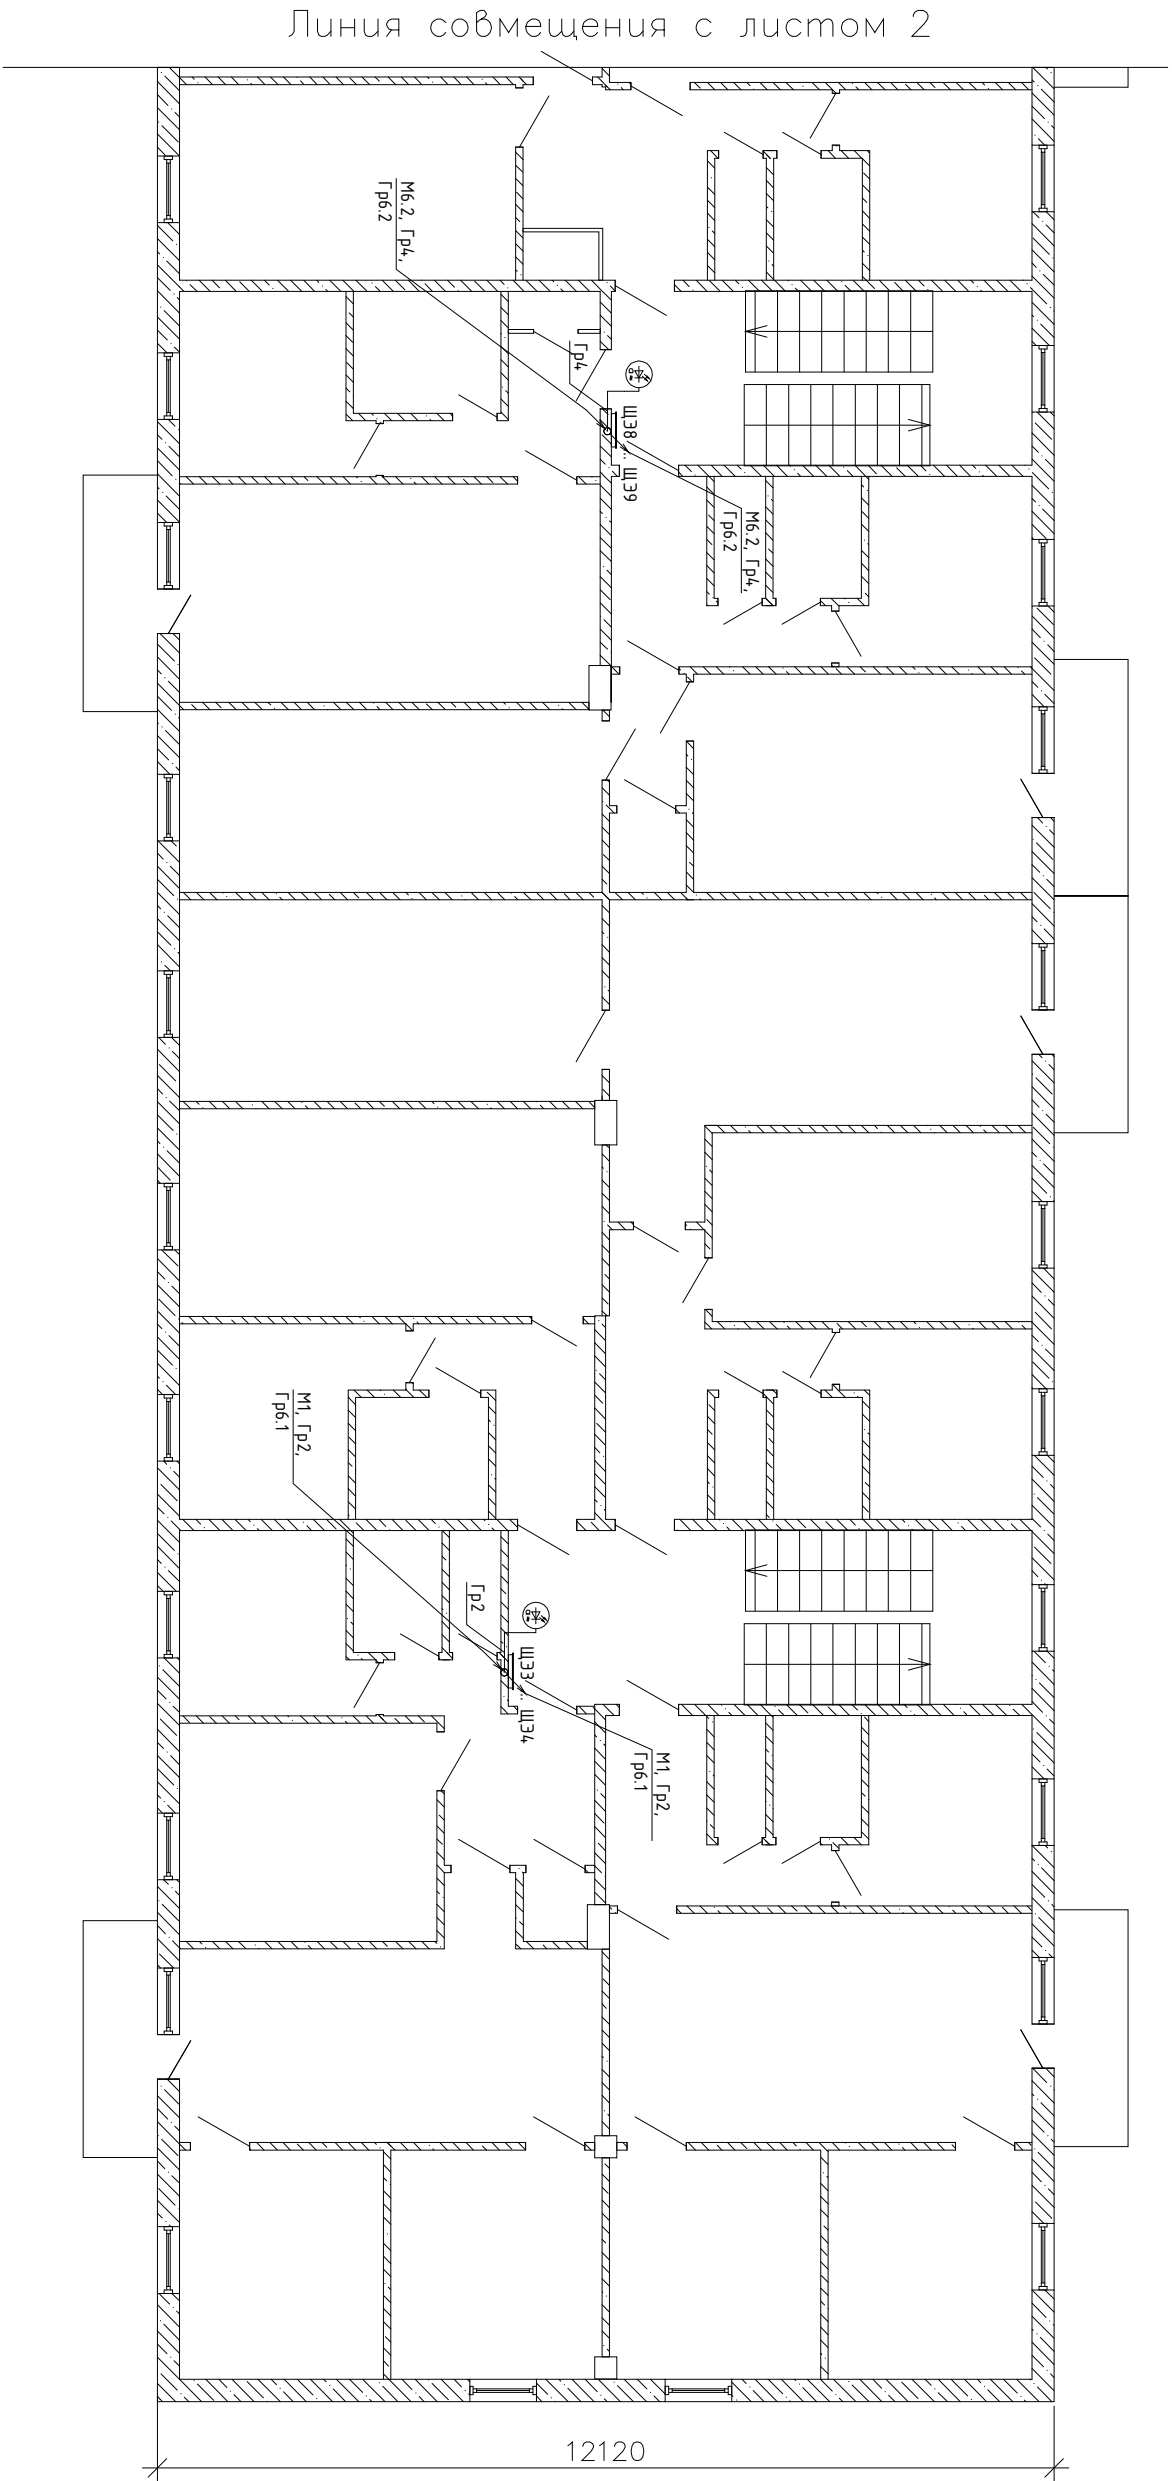 Линия совмещения с листом 2
М6.2, Гр4,
Гр6.2
Гр4
ЩЭ8 ... ЩЭ9
М6.2, Гр4,
Гр6.2
М1, Гр2,
Гр6.1
Гр2
ЩЭ3 ... ЩЭ4
М1, Гр2,
Гр6.1
12120